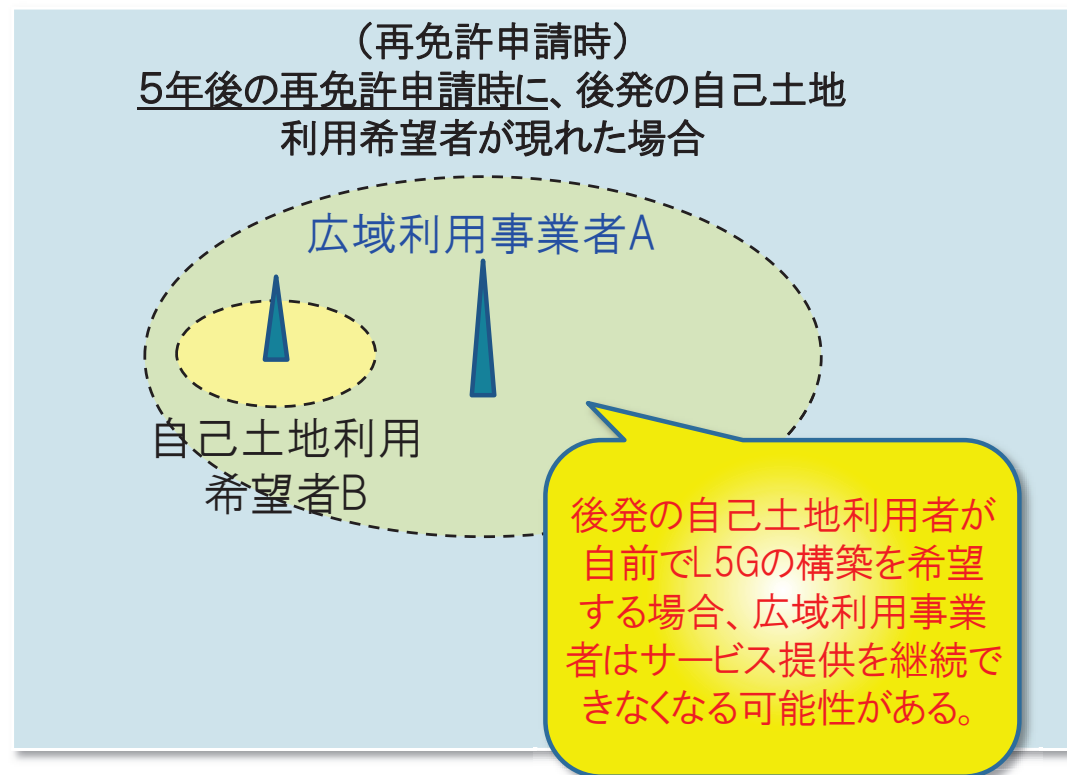 (再免許申請時)
5年後の再免許申請時に、後発の自己土地
利用希望者が現れた場合
広域利用事業者A
自己土地利用
希望者B
後発の自己土地利用者が
自前でL5Gの構築を希望
する場合、広域利用事業
者はサービス提供を継続で
きなくなる可能性がある。